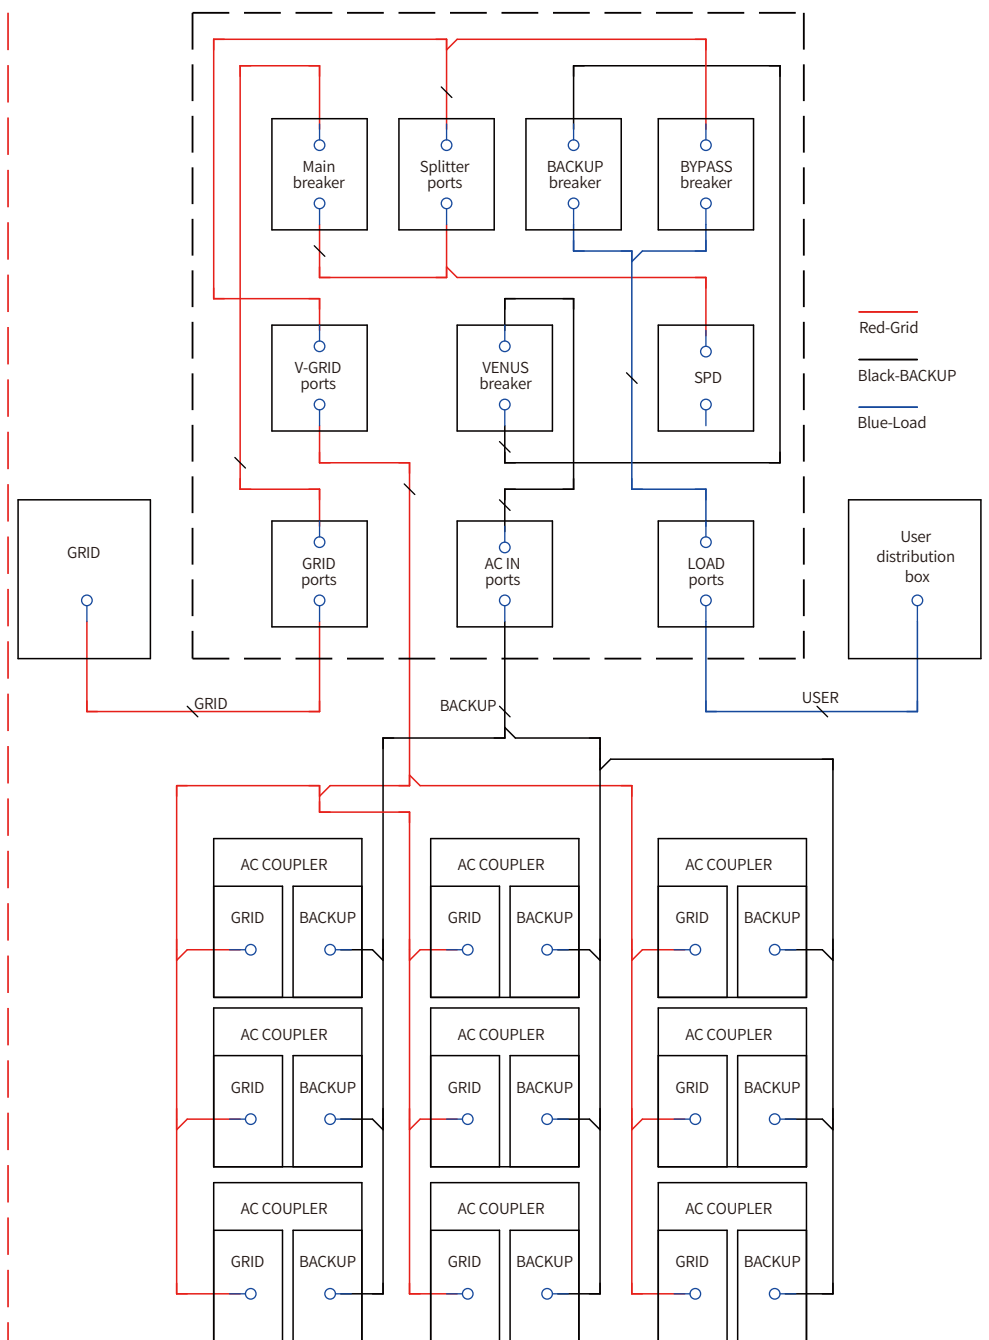 Main
breaker
Splitter
ports
BACKUP
breaker
BYPASS
breaker
V-GRID
ports
VENUS
breaker
SPD
Red-Grid
Black-BACKUP
Blue-Load
GRID
GRID
ports
AC IN
ports
LOAD
ports
User
distribution
box
GRID
BACKUP
USER
AC COUPLER
GRID
BACKUP
AC COUPLER
GRID
BACKUP
AC COUPLER
GRID
BACKUP
AC COUPLER
GRID
BACKUP
AC COUPLER
GRID
BACKUP
AC COUPLER
GRID
BACKUP
AC COUPLER
GRID
BACKUP
AC COUPLER
GRID
BACKUP
AC COUPLER
GRID
BACKUP